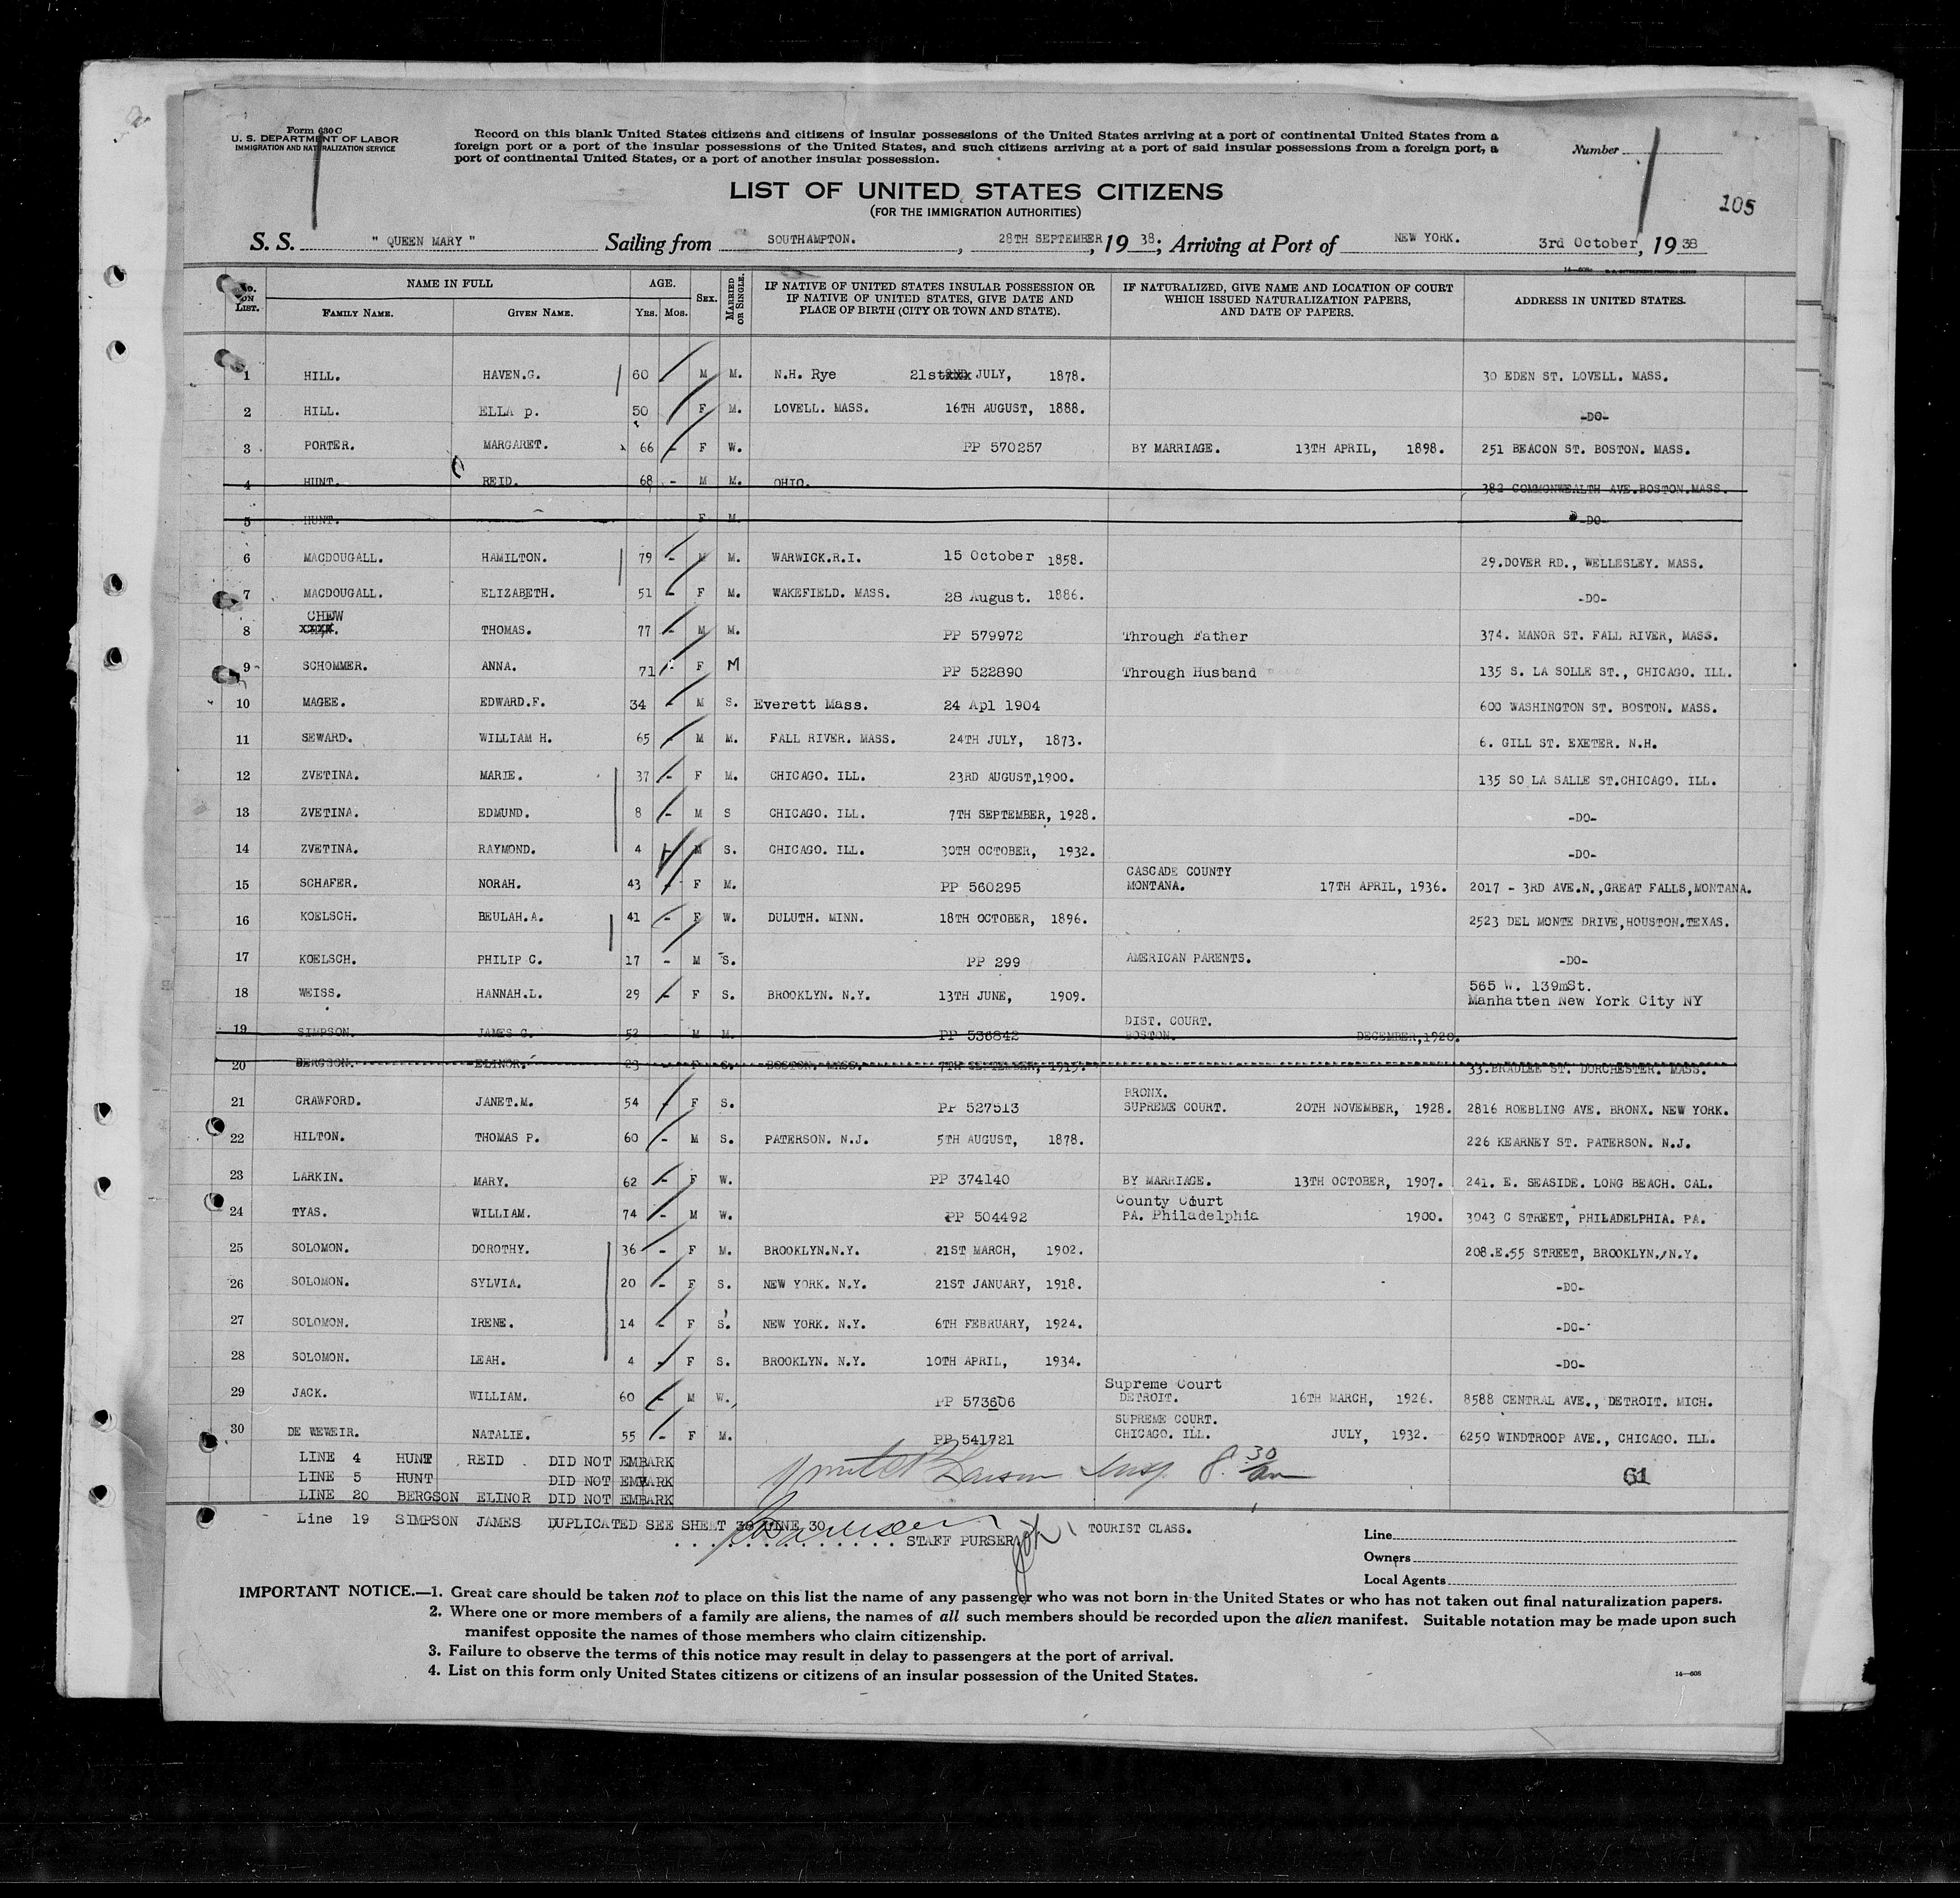 Form 630 C
U. S. DEPARTMENT OF LABOR
IMMIGRATION AND NATURALIZATION SERVICE
Record on this blank United States citizens and citizens of insular possessions of the United States arriving at a port of continental United States from a
foreign port or a port of the insular possessions of the United States, and such citizens arriving at a port of said insular possessions from a foreign port, a
port of continental United States, or a port of another insular possession.
Number
105
LIST OF UNITED STATES CITIZENS
(FOR THE IMMIGRATION AUTHORITIES)
S. S. " QUEEN MARY " Sailing from SOUTHAMPTON. , 28TH SEPTEMBER, 19 38; Arriving at Port of NEW YORK. 3rd October, 19 38
NO. ON LIST. NAME IN FULL FAMILY NAME. GIVEN NAME. AGE. YRS. MOS. SEX. MARRIED OR SINGLE. IF NATIVE OF UNITED STATES INSULAR POSSESSION OR IF NATIVE OF UNITED STATES, GIVE DATE AND PLACE OF BIRTH (CITY OR TOWN AND STATE). IF NATURALIZED, GIVE NAME AND LOCATION OF COURT WHICH ISSUED NATURALIZATION PAPERS, AND DATE OF PAPERS. ADDRESS IN UNITED STATES.
1 HILL. HAVEN.G. 60 M M. N.H. Rye 21st JULY, 1878. 30 EDEN ST. LOVELL. MASS.
2 HILL. ELLA p. 50 F M. LOVELL. MASS. 16TH AUGUST, 1888. -DO-
3 PORTER. MARGARET. 66 - F W. PP 570257 BY MARRIAGE. 13TH APRIL, 1898. 251 BEACON ST. BOSTON. MASS.
4 HUNT. REID. 68 - M M. OHIO. 382 COMMONWEALTH AVE.BOSTON.MASS.
5 HUNT. F M. -DO-
6 MACDOUGALL. HAMILTON. 79 - M M. WARWICK.R.I. 15 October 1858. 29.DOVER RD., WELLESLEY. MASS.
7 MACDOUGALL. ELIZABETH. 51 - F M. WAKEFIELD. MASS. 28 August. 1886. -DO-
CHEW
8 THOMAS. 77 - M M. PP 579972 Through Father 374. MANOR ST. FALL RIVER, MASS.
9 SCHOMMER. ANNA. 71 - F M PP 522890 Through Husband 135 S. LA SOLLE ST., CHICAGO. ILL.
10 MAGEE. EDWARD.F. 34 - M S. Everett Mass. 24 Apl 1904 600 WASHINGTON ST. BOSTON. MASS.
11 SEWARD. WILLIAM H. 65 - M M. FALL RIVER. MASS. 24TH JULY, 1873. 6. GILL ST. EXETER. N.H.
12 ZVETINA. MARIE. 37 - F M. CHICAGO. ILL. 23RD AUGUST,1900. 135 SO LA SALLE ST.CHICAGO. ILL.
13 ZVETINA. EDMUND. 8 - M S CHICAGO. ILL. 7TH SEPTEMBER, 1928. -DO-
14 ZVETINA. RAYMOND. 4 - M S. CHICAGO. ILL. 30TH OCTOBER, 1932. -DO-
15 SCHAFER. NORAH. 43 - F M. PP 560295 CASCADE COUNTY MONTANA. 17TH APRIL, 1936. 2017 - 3RD AVE.N.,GREAT FALLS,MONTANA.
16 KOELSCH. BEULAH.A. 41 - F W. DULUTH. MINN. 18TH OCTOBER, 1896. 2523 DEL MONTE DRIVE,HOUSTON.TEXAS.
17 KOELSCH. PHILIP C. 17 - M S. PP 299 AMERICAN PARENTS. -DO-
18 WEISS. HANNAH.L. 29 - F S. BROOKLYN. N.Y. 13TH JUNE, 1909. 565 W. 139mSt. Manhatten New York City NY
19 SIMPSON. JAMES C. 52 M M. PP 536842 DIST. COURT. BOSTON. DECEMBER,1920.
20 BERGSON. ELINOR. 23 - F S. BOSTON. MASS. 7TH SEPTEMBER, 1915. 33.BRADLEE ST. DORCHESTER. MASS.
21 CRAWFORD. JANET.M. 54 - F S. PP 527513 BRONX. SUPREME COURT. 20TH NOVEMBER, 1928. 2816 ROEBLING AVE. BRONX. NEW YORK.
22 HILTON. THOMAS P. 60 - M S. PATERSON. N.J. 5TH AUGUST, 1878. 226 KEARNEY ST. PATERSON. N.J.
23 LARKIN. MARY. 62 - F W. PP 374140 BY MARRIAGE. 13TH OCTOBER, 1907. 241. E. SEASIDE. LONG BEACH. CAL.
24 TYAS. WILLIAM. 74 - M W. PP 504492 County Court PA. Philadelphia 1900. 3043 C STREET, PHILADELPHIA. PA.
25 SOLOMON. DOROTHY. 36 - F M. BROOKLYN.N.Y. 21ST MARCH, 1902. 208.E.55 STREET, BROOKLYN./N.Y.
26 SOLOMON. SYLVIA. 20 - F S. NEW YORK. N.Y. 21ST JANUARY, 1918. -DO-
27 SOLOMON. IRENE. 14 - F S. NEW YORK. N.Y. 6TH FEBRUARY, 1924. -DO-
28 SOLOMON. LEAH. 4 - F S. BROOKLYN. N.Y. 10TH APRIL, 1934. -DO-
29 JACK. WILLIAM. 60 - M W. PP 573606 Supreme Court DETROIT. 16TH MARCH, 1926. 8588 CENTRAL AVE., DETROIT. MICH.
30 DE WEWEIR. NATALIE. 55 - F M. PP 541721 SUPREME COURT. CHICAGO. ILL. JULY, 1932. 6250 WINDTROOP AVE., CHICAGO. ILL.
LINE 4 HUNT REID . DID NOT EMBARK
LINE 5 HUNT DID NOT EMBARK
LINE 20 BERGSON ELINOR DID NOT EMBARK
Insp 8 30 am
61
Line 19 SIMPSON JAMES DUPLICATED SEE SHEET 38 LINE 30
STAFF PURSER. TOURIST CLASS.
Line
Owners
Local Agents
IMPORTANT NOTICE.—1. Great care should be taken not to place on this list the name of any passenger who was not born in the United States or who has not taken out final naturalization papers.
2. Where one or more members of a family are aliens, the names of all such members should be recorded upon the alien manifest. Suitable notation may be made upon such
manifest opposite the names of those members who claim citizenship.
3. Failure to observe the terms of this notice may result in delay to passengers at the port of arrival.
4. List on this form only United States citizens or citizens of an insular possession of the United States.
14—608